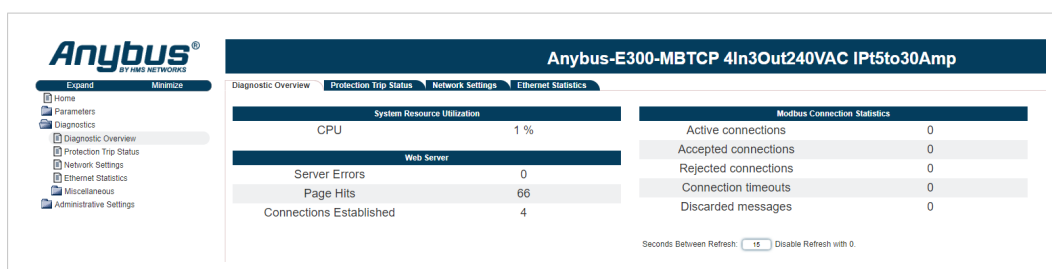 Anybus®
BY HMS NETWORKS
Anybus-E300-MBTCP 4In3Out240VAC IPt5to30Amp
Expand Minimize
Home
Parameters
Diagnostics
Diagnostic Overview
Protection Trip Status
Network Settings
Ethernet Statistics
Miscellaneous
Administrative Settings
Diagnostic Overview Protection Trip Status Network Settings Ethernet Statistics
System Resource Utilization
CPU 1 %
Web Server
Server Errors 0
Page Hits 66
Connections Established 4
Modbus Connection Statistics
Active connections 0
Accepted connections 0
Rejected connections 0
Connection timeouts 0
Discarded messages 0
Seconds Between Refresh: 15 Disable Refresh with 0.